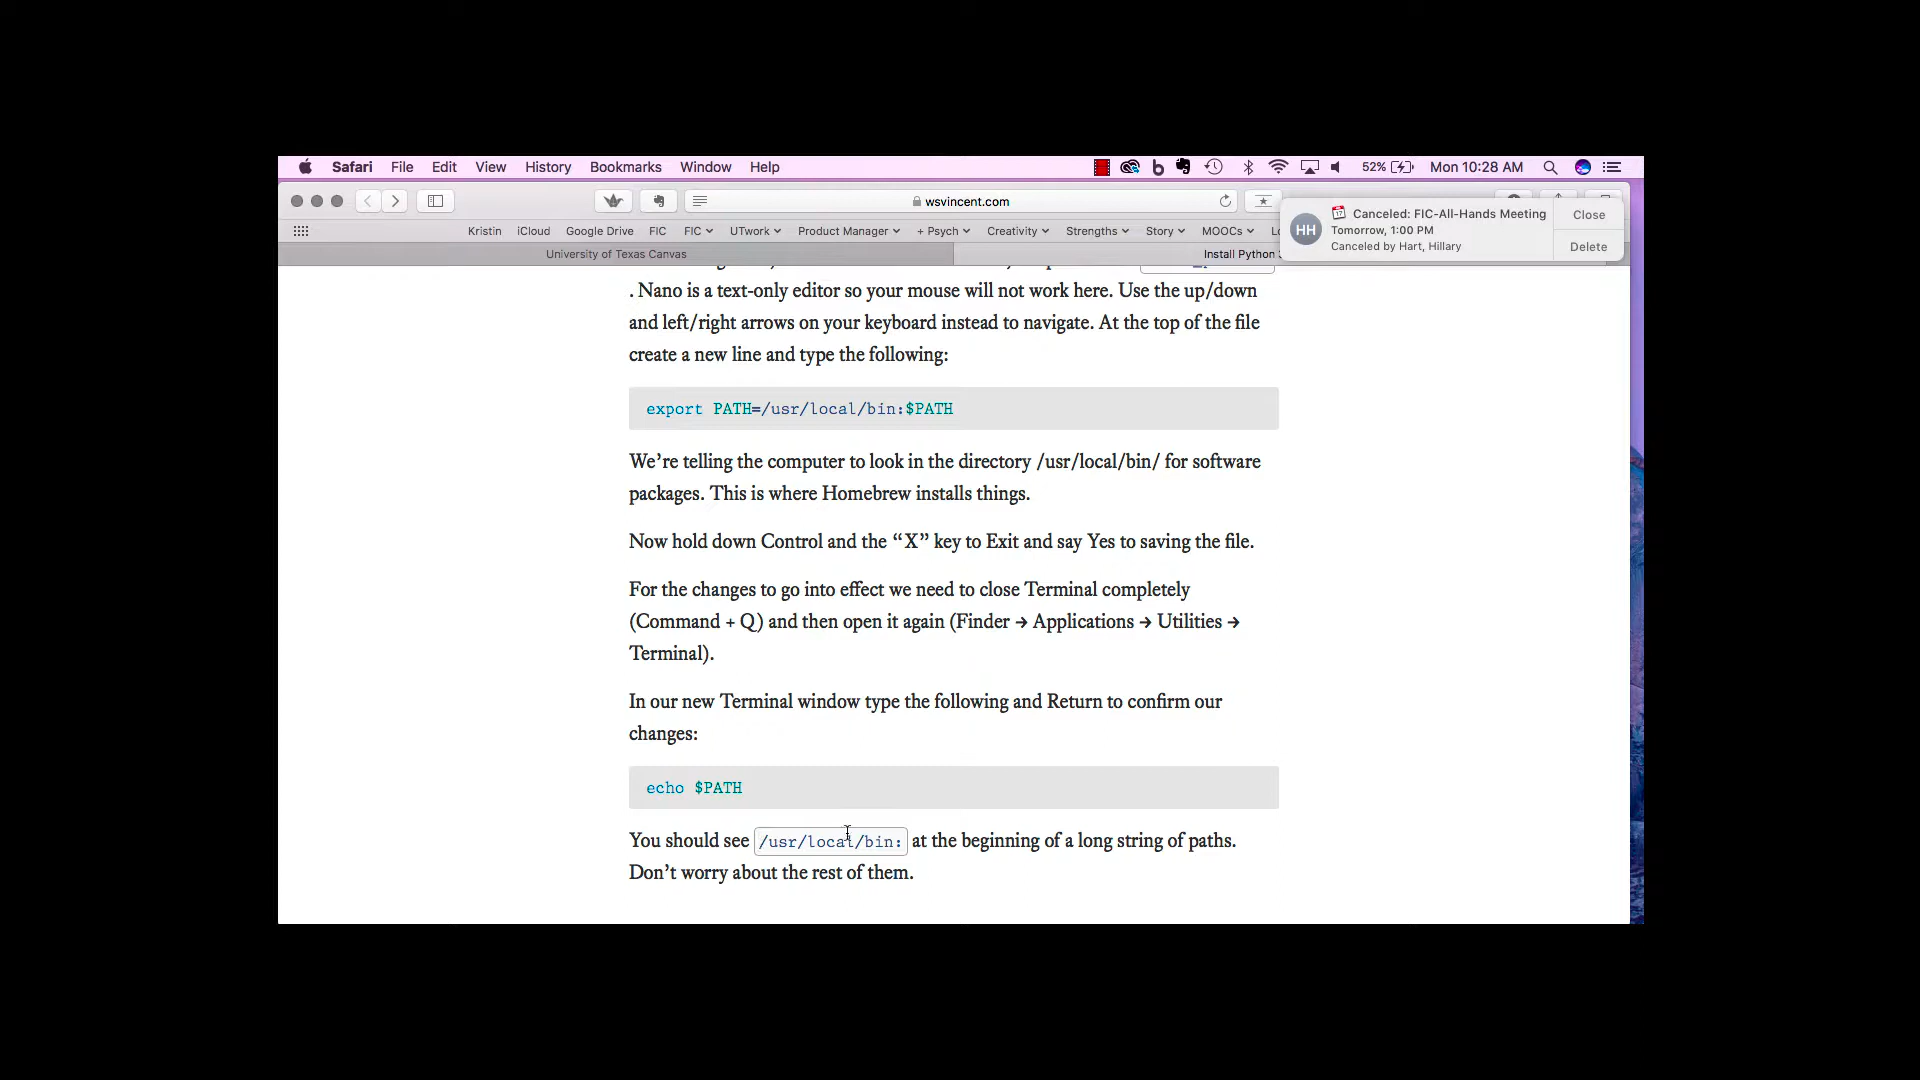 Safari File Edit View History Bookmarks Window Help 52% Mon 10:28 AM
wsvincent.com
Kristin iCloud Google Drive FIC FIC UTwork Product Manager + Psych Creativity Strengths Story MOOCs
HH
17
Canceled: FIC-All-Hands Meeting
Tomorrow, 1:00 PM
Canceled by Hart, Hillary
Close
Delete
University of Texas Canvas
Install Python
. Nano is a text-only editor so your mouse will not work here. Use the up/down
and left/right arrows on your keyboard instead to navigate. At the top of the file
create a new line and type the following:
export PATH=/usr/local/bin:$PATH
We’re telling the computer to look in the directory /usr/local/bin/ for software
packages. This is where Homebrew installs things.
Now hold down Control and the “X” key to Exit and say Yes to saving the file.
For the changes to go into effect we need to close Terminal completely
(Command + Q) and then open it again (Finder → Applications → Utilities →
Terminal).
In our new Terminal window type the following and Return to confirm our
changes:
echo $PATH
You should see /usr/local/bin: at the beginning of a long string of paths.
Don’t worry about the rest of them.